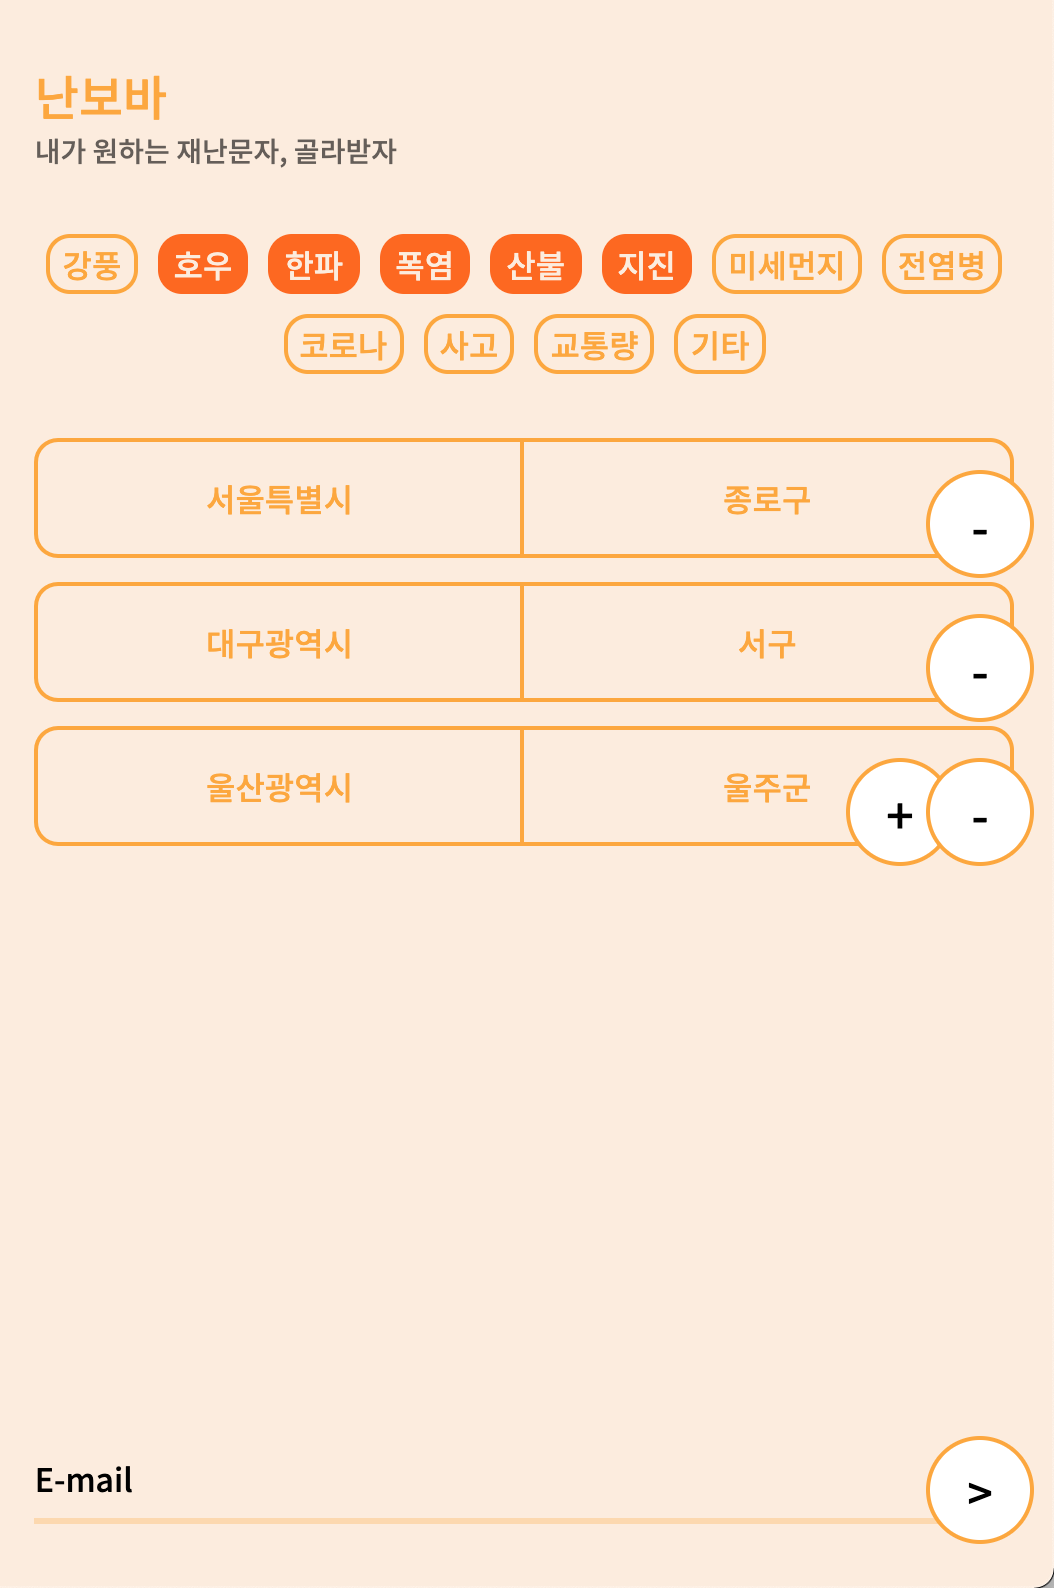 난보바
내가 원하는 재난문자, 골라받자
강풍 호우 한파 폭염 산불 지진 미세먼지 전염병
코로나 사고 교통량 기타
서울특별시 종로구 -
대구광역시 서구 -
울산광역시 울주군 + -
E-mail >